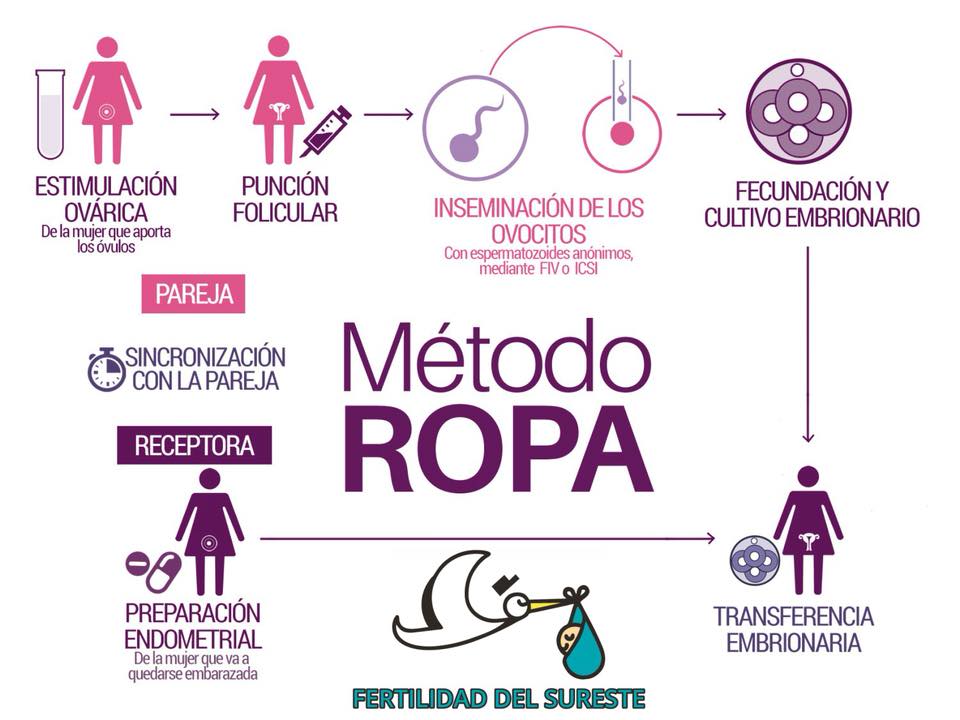 ESTIMULACIÓN
OVÁRICA
De la mujer que aporta
los óvulos
PUNCIÓN
FOLICULAR
INSEMINACIÓN DE LOS
OVOCITOS
Con espermatozoides anónimos,
mediante FIV o ICSI
FECUNDACIÓN Y
CULTIVO EMBRIONARIO
PAREJA
SINCRONIZACIÓN
CON LA PAREJA
Método
ROPA
RECEPTORA
PREPARACIÓN
ENDOMETRIAL
De la mujer que va a
quedarse embarazada
TRANSFERENCIA
EMBRIONARIA
FERTILIDAD DEL SURESTE